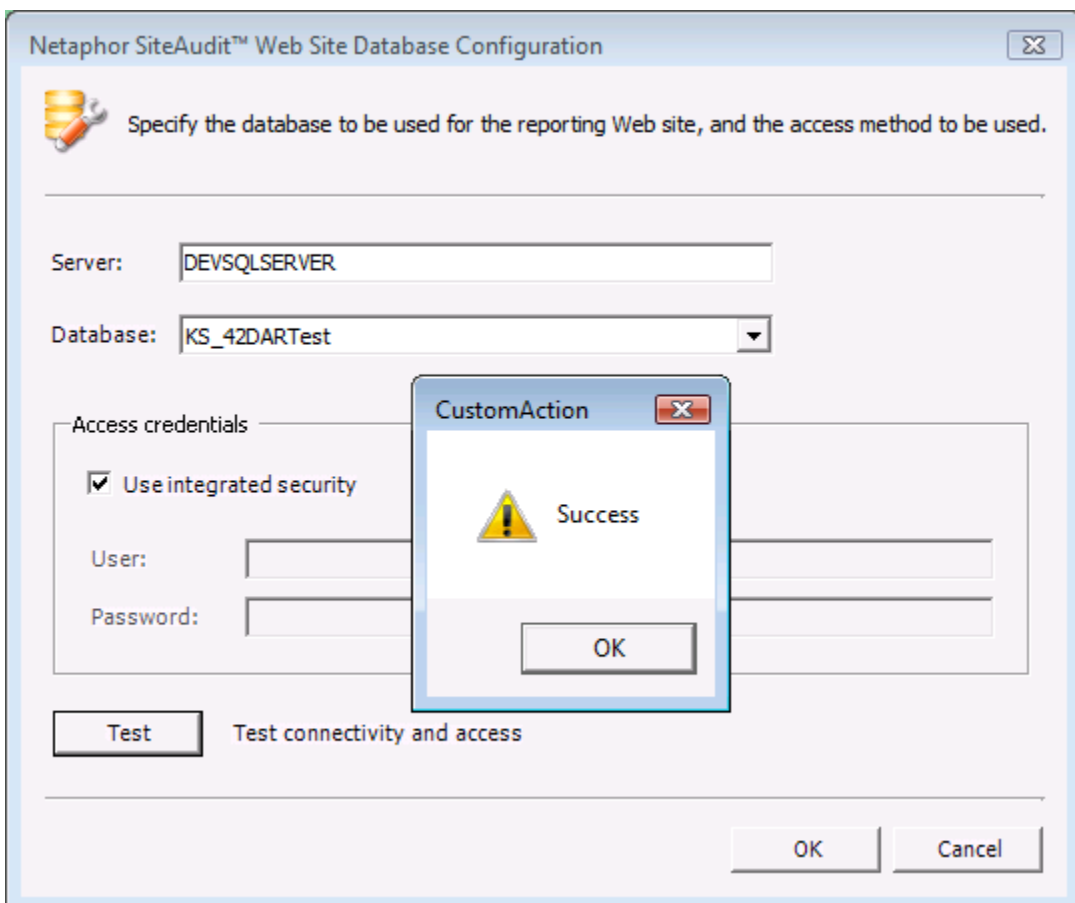 Netaphor SiteAudit™ Web Site Database Configuration
Specify the database to be used for the reporting Web site, and the access method to be used.
Server: DEVSQLSERVER
Database: KS_42DARTest
CustomAction
Access credentials
Use integrated security
Success
User:
Password:
OK
Test Test connectivity and access
OK Cancel